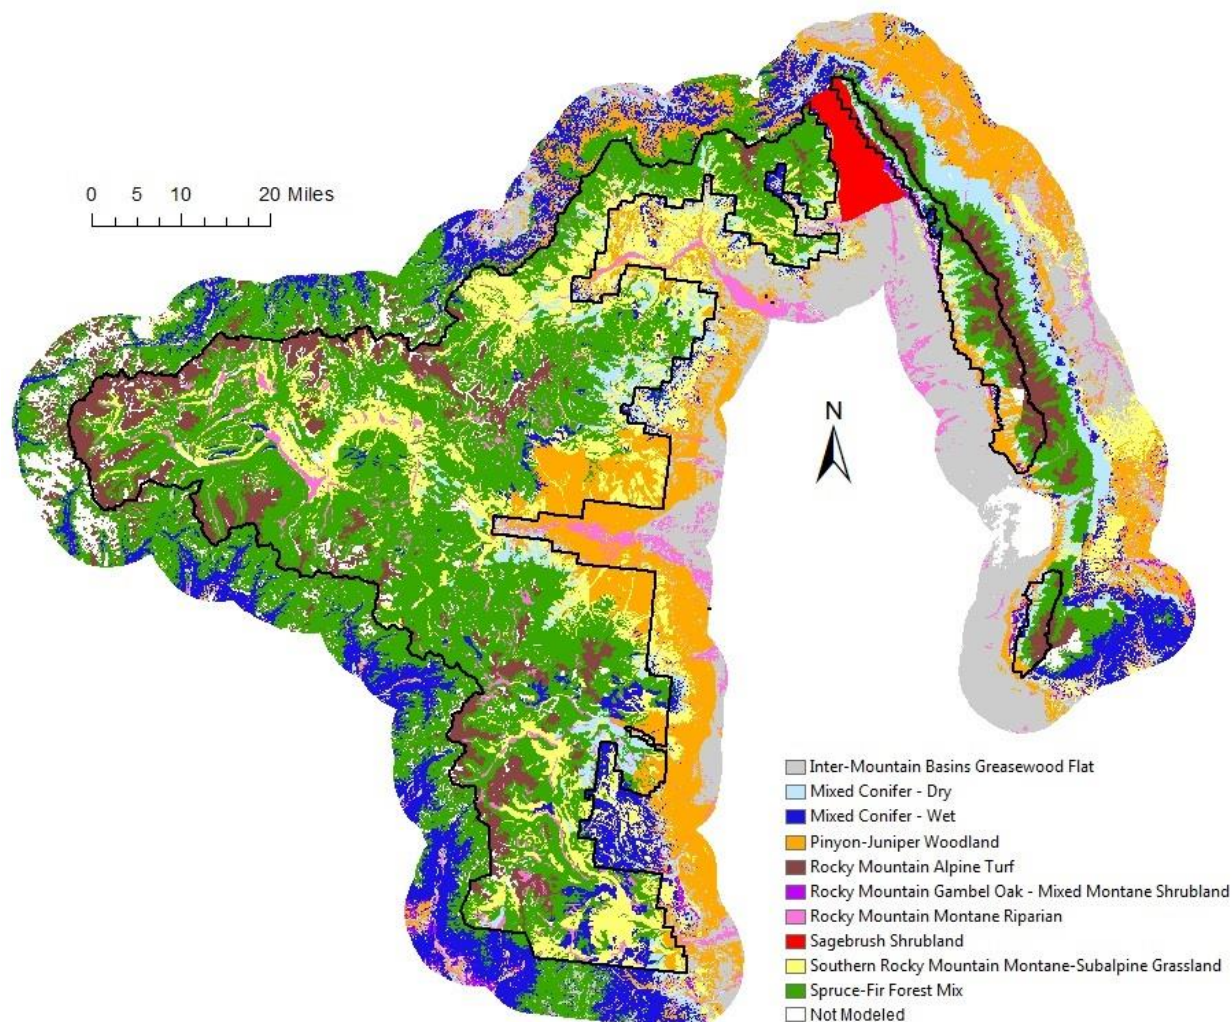 0 5 10 20 Miles
N
Inter-Mountain Basins Greasewood Flat
Mixed Conifer - Dry
Mixed Conifer - Wet
Pinyon-Juniper Woodland
Rocky Mountain Alpine Turf
Rocky Mountain Gambel Oak - Mixed Montane Shrubland
Rocky Mountain Montane Riparian
Sagebrush Shrubland
Southern Rocky Mountain Montane-Subalpine Grassland
Spruce-Fir Forest Mix
Not Modeled